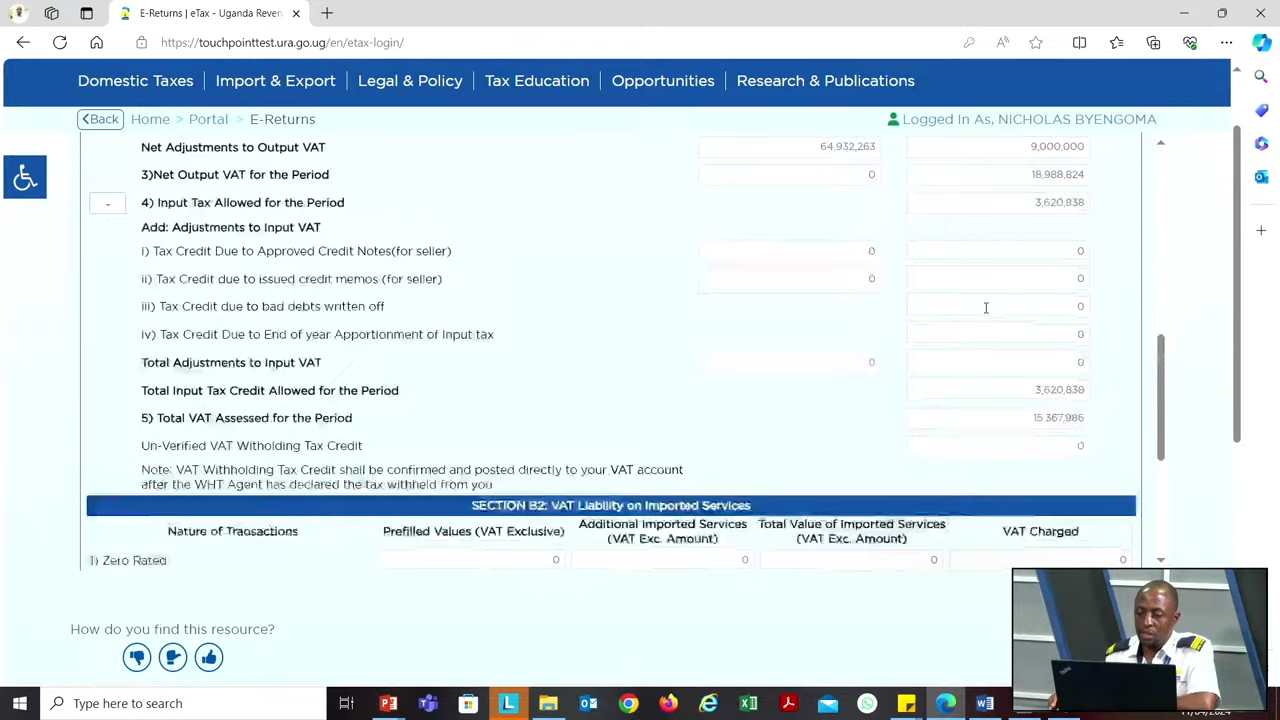 E-Returns | eTax - Uganda Reven
https://touchpointtest.ura.go.ug/en/etax-login/
Domestic Taxes | Import & Export | Legal & Policy | Tax Education | Opportunities | Research & Publications
Back Home > Portal > E-Returns Logged In As, NICHOLAS BYENGOMA
Net Adjustments to Output VAT 64,932,263 9,000,000
3)Net Output VAT for the Period 0 18,988,824
- 4) Input Tax Allowed for the Period 3,620,838
Add: Adjustments to Input VAT
i) Tax Credit Due to Approved Credit Notes(for seller) 0 0
ii) Tax Credit due to issued credit memos (for seller) 0 0
iii) Tax Credit due to bad debts written off 0
iv) Tax Credit Due to End of year Apportionment of Input tax 0
Total Adjustments to Input VAT 0 0
Total Input Tax Credit Allowed for the Period 3,620,838
5) Total VAT Assessed for the Period 15 367,986
Un-Verified VAT Witholding Tax Credit 0
Note: VAT Withholding Tax Credit shall be confirmed and posted directly to your VAT account
after the WHT Agent has declared the tax withheld from you
SECTION B2: VAT Liability on Imported Services
Nature of Transactions Prefilled Values (VAT Exclusive) Additional Imported Services (VAT Exc. Amount) Total Value of Imported Services (VAT Exc. Amount) VAT Charged
1) Zero Rated 0 0 0 0
How do you find this resource?
Type here to search